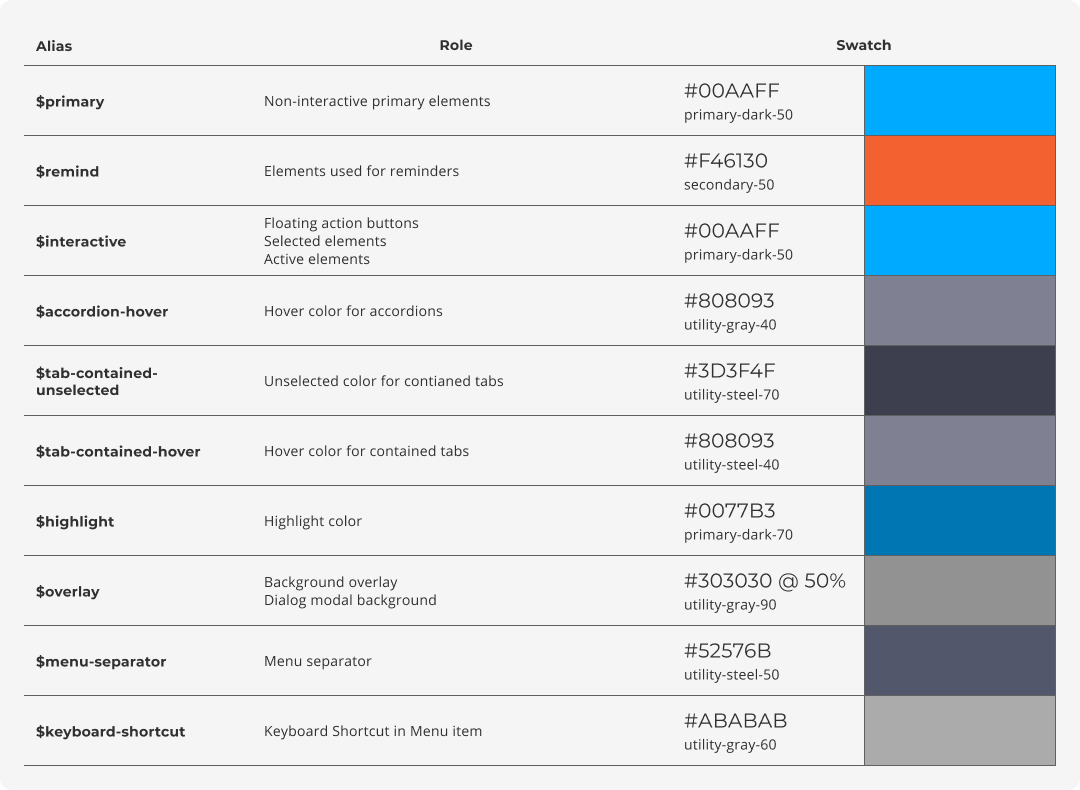 Alias Role Swatch
$primary
Non-interactive primary elements
#00AAFF
primary-dark-50
$remind
Elements used for reminders
#F46130
secondary-50
$interactive
Floating action buttons
Selected elements
Active elements
#00AAFF
primary-dark-50
$accordion-hover
Hover color for accordions
#808093
utility-gray-40
$tab-contained-
unselected
Unselected color for contianed tabs
#3D3F4F
utility-steel-70
$tab-contained-hover
Hover color for contained tabs
#808093
utility-steel-40
$highlight
Highlight color
#0077B3
primary-dark-70
$overlay
Background overlay
Dialog modal background
#303030 @ 50%
utility-gray-90
$menu-separator
Menu separator
#52576B
utility-steel-50
$keyboard-shortcut
Keyboard Shortcut in Menu item
#ABABAB
utility-gray-60